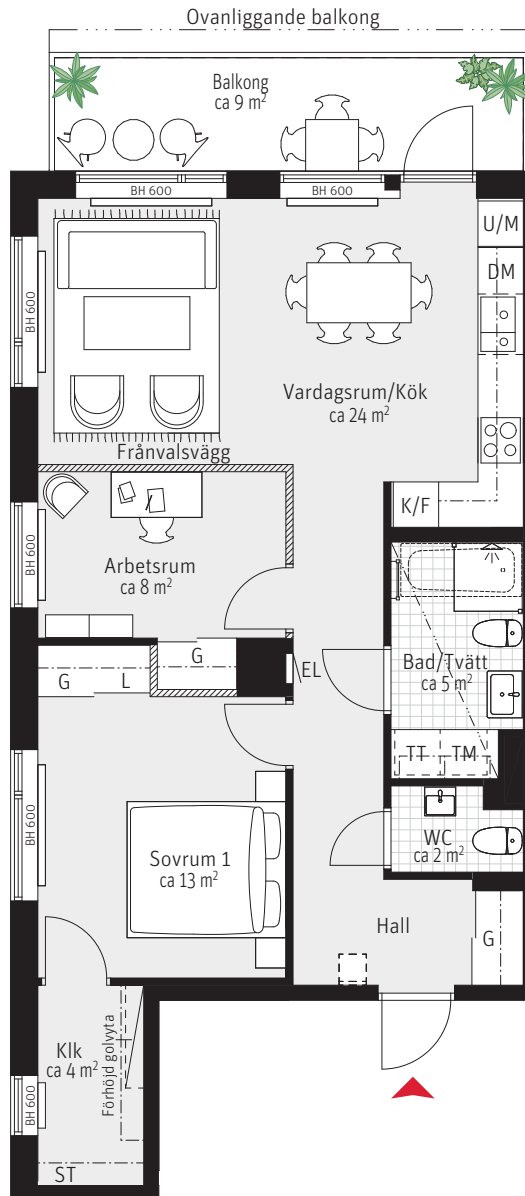 Ovanliggande balkong
Balkong
ca 9 m²
BH 600
BH 600
U/M
DM
BH 600
Vardagsrum/Kök
ca 24 m²
Frånvalsvägg
K/F
BH 600
Arbetsrum
ca 8 m²
G
EL
G
L
Bad/Tvätt
ca 5 m²
TT
TM
BH 600
WC
ca 2 m²
Sovrum 1
ca 13 m²
Hall
G
Klk
ca 4 m²
Förhöjd golvyta
BH 600
ST